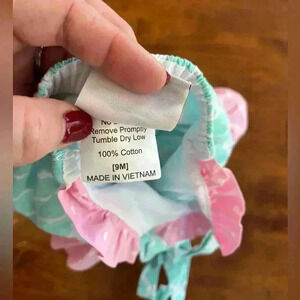 Remove Promptly
Tumble Dry Low
100% Cotton
[9M]
MADE IN VIETNAM